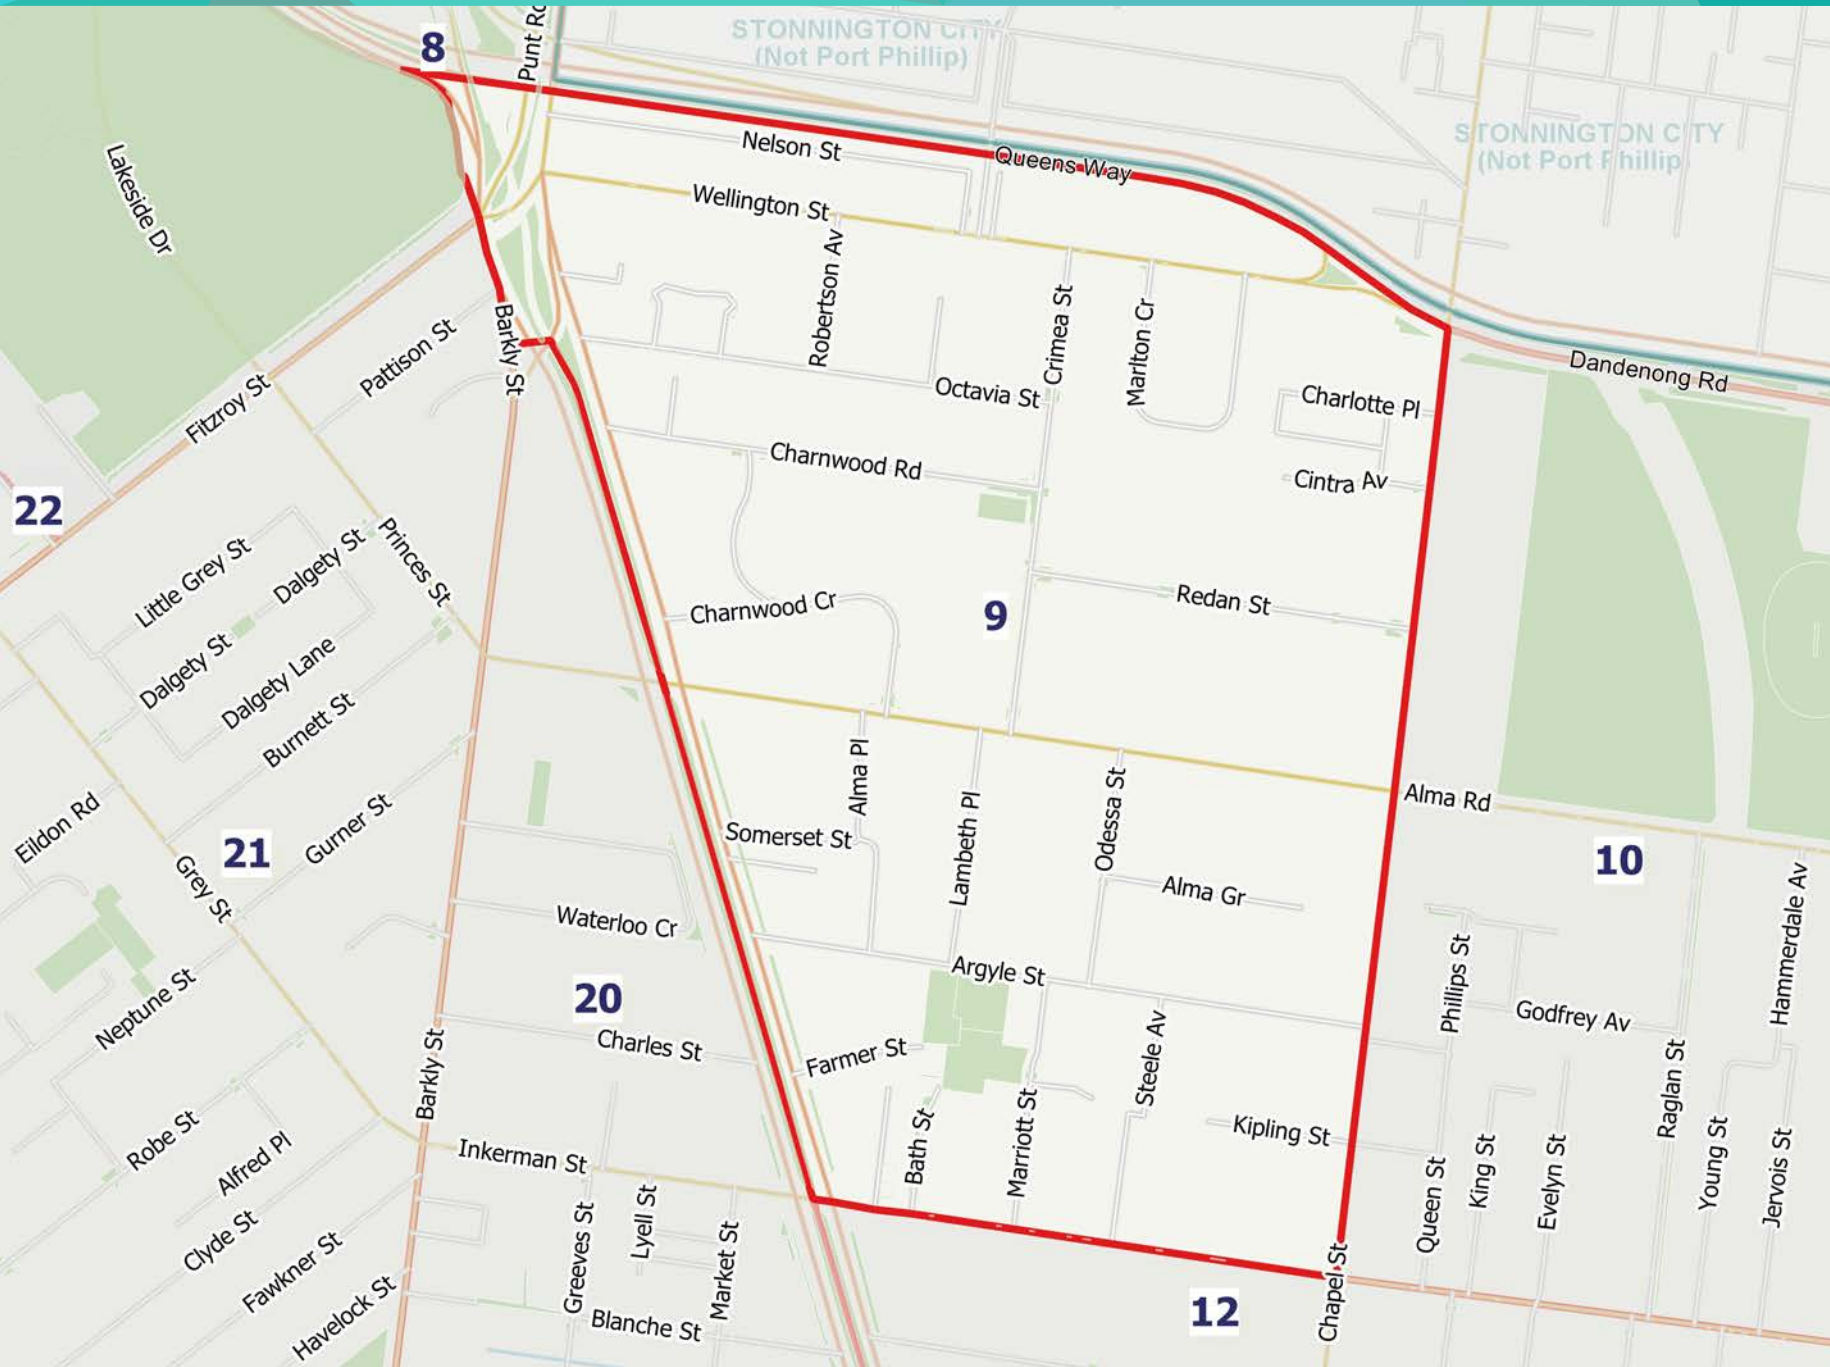 8
Punt Rd
STONNINGTON CITY
(Not Port Phillip)
STONNINGTON CITY
(Not Port Phillip)
Nelson St
Queens Way
Lakeside Dr
Wellington St
Robertson Av
Crimea St
Marlton Cr
Barkly St
Pattison St
Fitzroy St
Octavia St
Dandenong Rd
Charlotte Pl
Cintra Av
Charnwood Rd
22
Princes St
Little Grey St
Dalgety St
Dalgety St
Dalgety Lane
Burnett St
Charnwood Cr
9
Redan St
Alma Pl
Lambeth Pl
Odessa St
Alma Rd
Eildon Rd
21
Gurner St
Grey St
Somerset St
Alma Gr
10
Waterloo Cr
Argyle St
Phillips St
Hammerdale Av
Neptune St
20
Charles St
Farmer St
Steele Av
Godfrey Av
Raglan St
Barkly St
Robe St
Alfred Pl
Inkerman St
Bath St
Marriott St
Kipling St
Queen St
King St
Evelyn St
Young St
Jervois St
Clyde St
Fawkner St
Havelock St
Greeves St
Lyell St
Market St
Blanche St
12
Chapel St